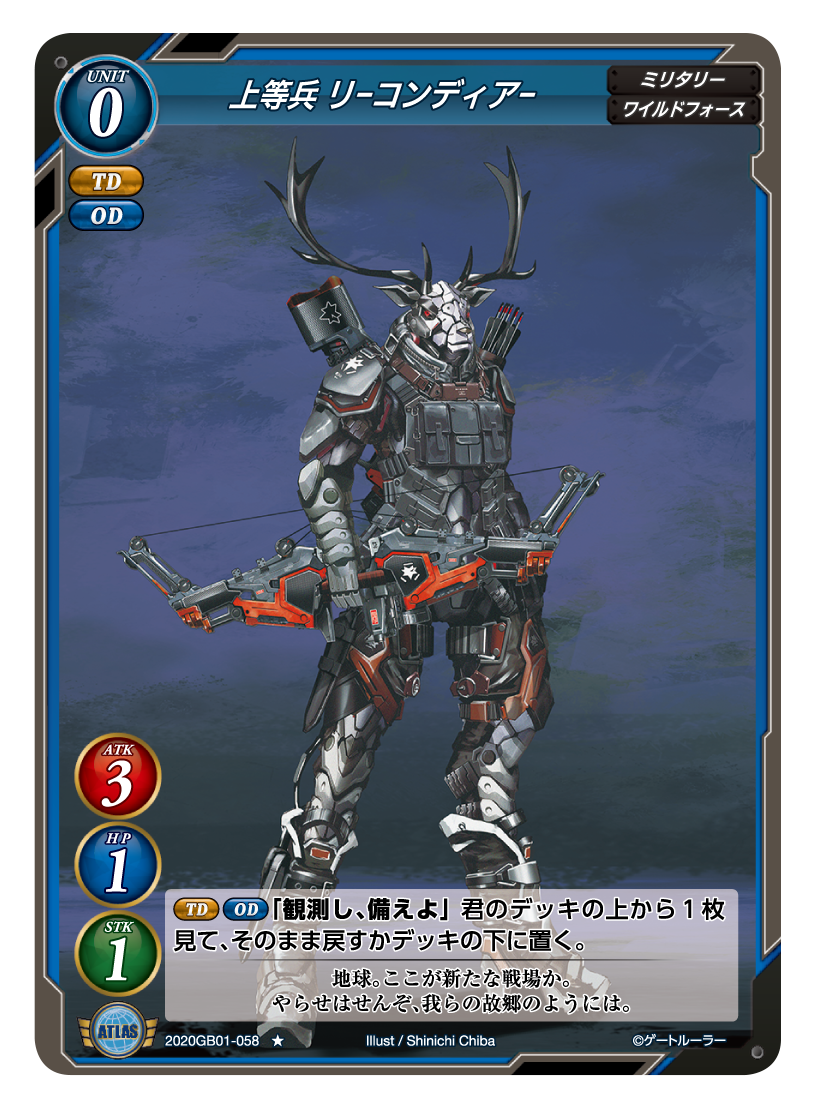 UNIT
0
上等兵 リーコンディアー
ミリタリー
ワイルドフォース
TD
OD
ATK
3
HP
1
STK
1
TD OD 「観測し、備えよ」 君のデッキの上から1枚
見て、そのまま戻すかデッキの下に置く。
地球。ここが新たな戦場か。
やらせはせんぞ、我らの故郷のようには。
ATLAS
2020GB01-058 ★ Illust / Shinichi Chiba ©ゲートルーラー